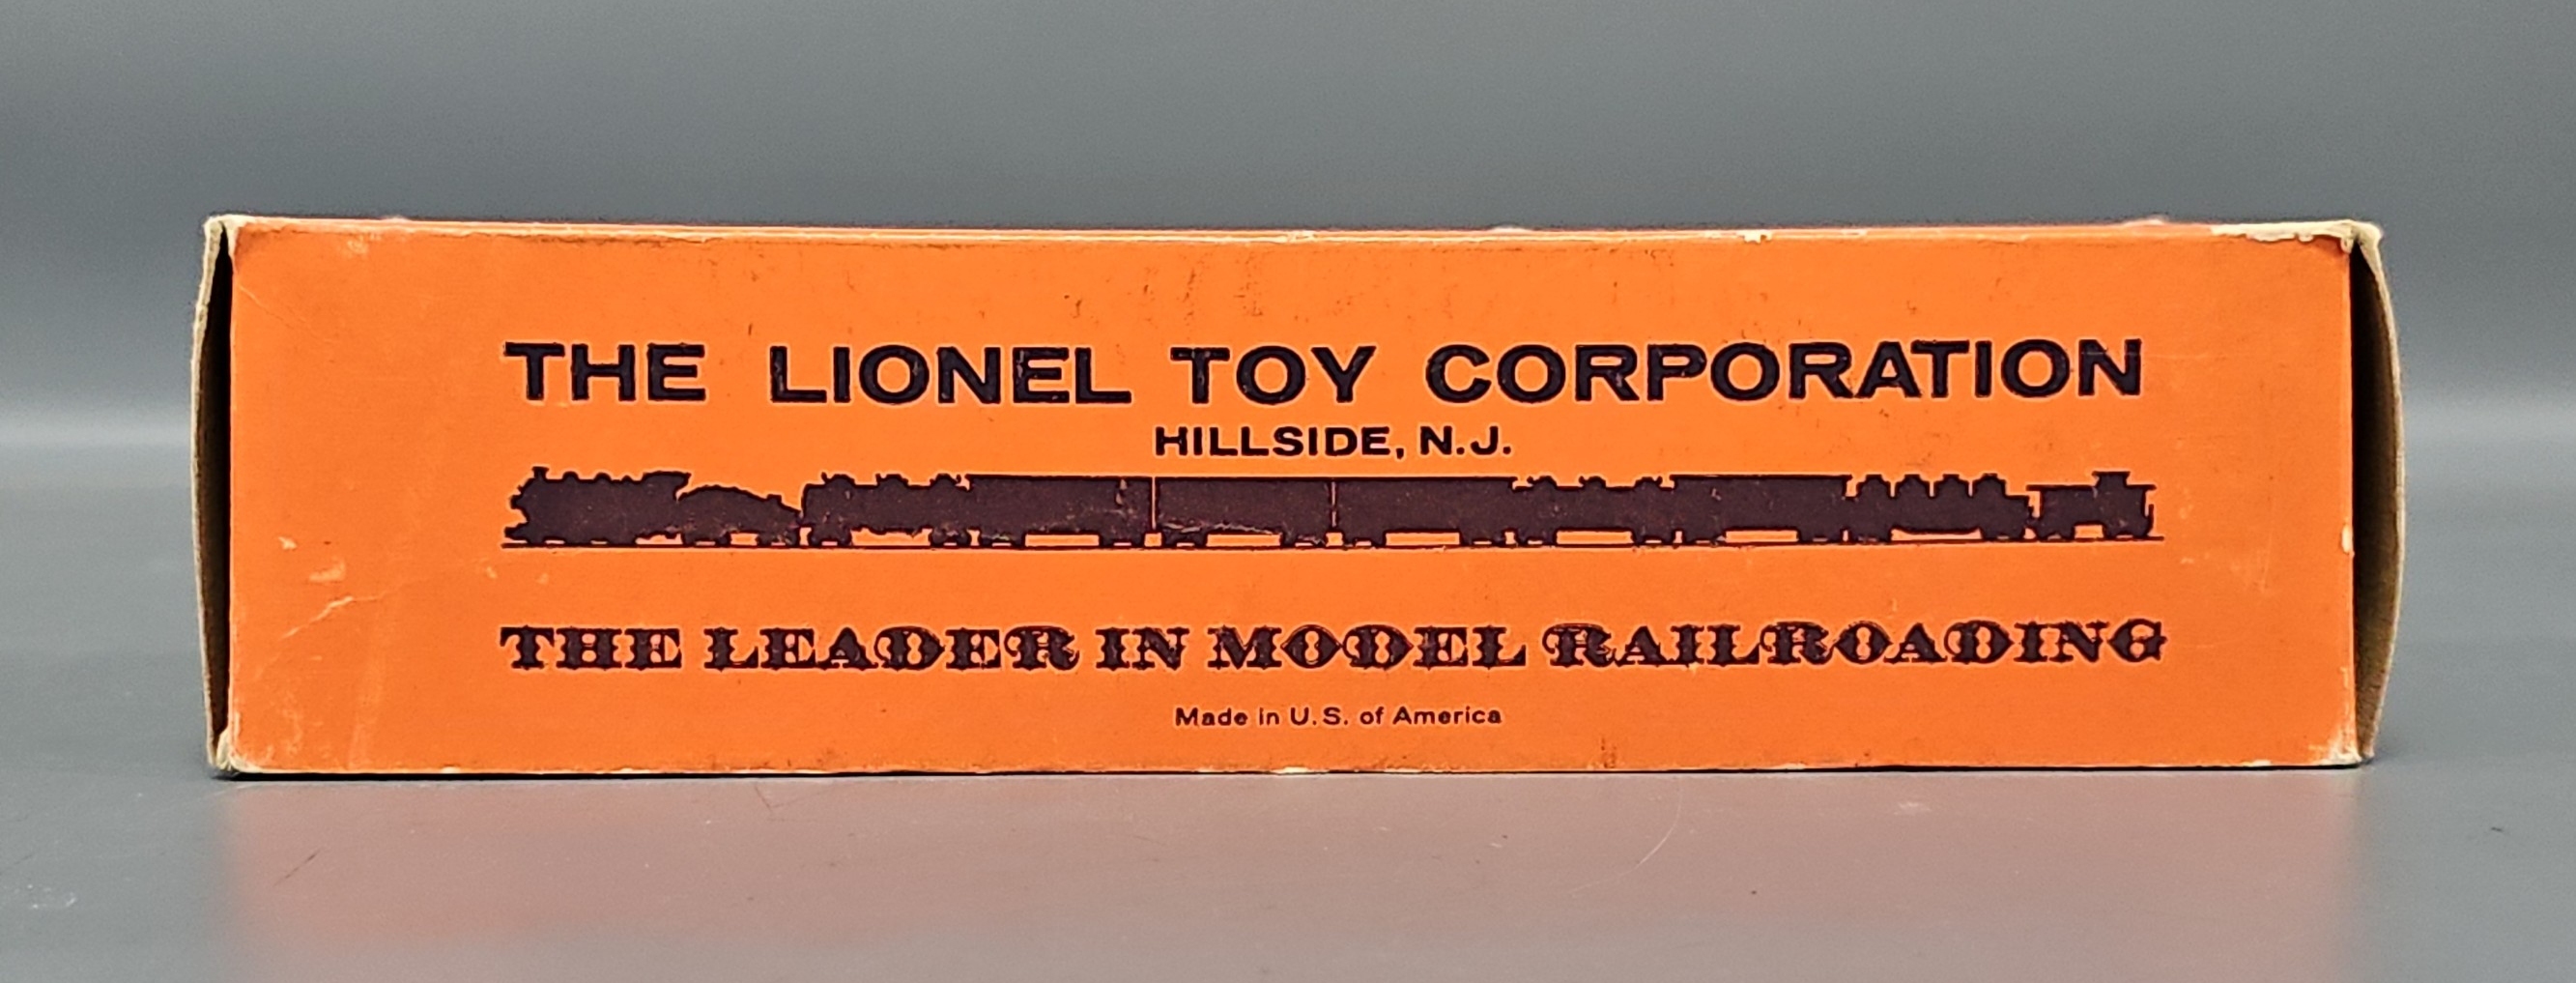 THE LIONEL TOY CORPORATION
HILLSIDE, N.J.
THE LEADER IN MODEL RAILROADING
Made in U.S. of America